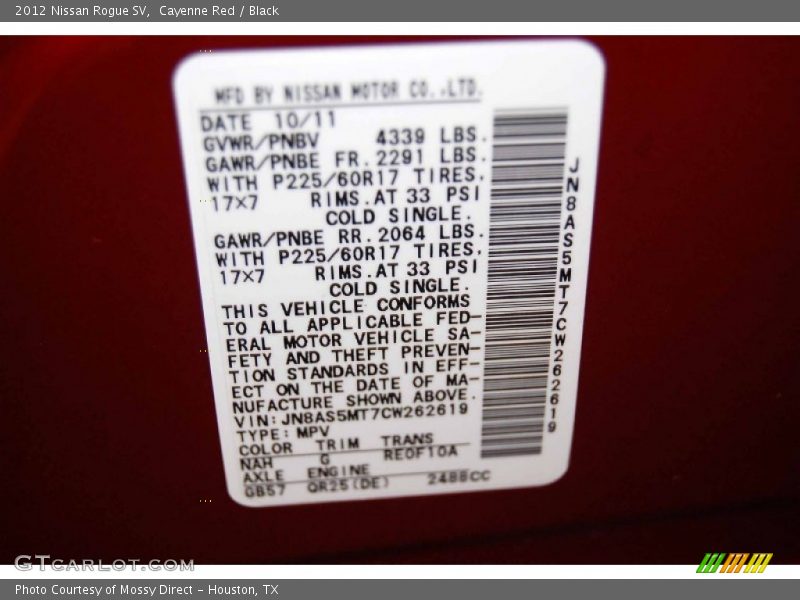 2012 Nissan Rogue SV, Cayenne Red / Black
MFD BY NISSAN MOTOR CO.,LTD.
DATE 10/11
GVWR/PNBV 4339 LBS.
GAWR/PNBE FR. 2291 LBS.
WITH P225/60R17 TIRES.
17×7 RIMS.AT 33 PSI
COLD SINGLE.
GAWR/PNBE RR. 2064 LBS.
WITH P225/60R17 TIRES.
17×7 RIMS.AT 33 PSI
COLD SINGLE.
THIS VEHICLE CONFORMS
TO ALL APPLICABLE FED-
ERAL MOTOR VEHICLE SA-
FETY AND THEFT PREVEN-
TION STANDARDS IN EFF-
ECT ON THE DATE OF MA-
NUFACTURE SHOWN ABOVE.
VIN:JN8AS5MT7CW262619
TYPE:MPV
COLOR TRIM TRANS
NAH G RE0F10A
AXLE ENGINE
GB57 QR25(DE) 2488CC
JN8AS5MT7CW262619
GTCARLOT.COM
Photo Courtesy of Mossy Direct – Houston, TX